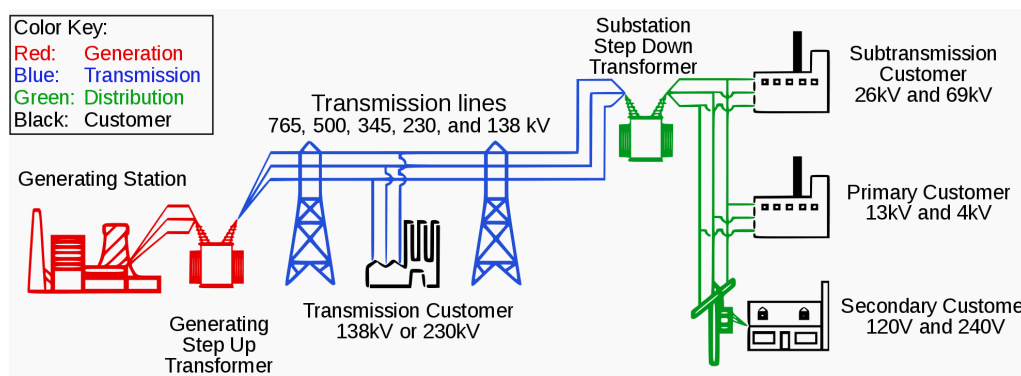 Color Key:
Red: Generation
Blue: Transmission
Green: Distribution
Black: Customer
Generating Station
Generating
Step Up
Transformer
Transmission lines
765, 500, 345, 230, and 138 kV
Transmission Customer
138kV or 230kV
Substation
Step Down
Transformer
Subtransmission
Customer
26kV and 69kV
Primary Customer
13kV and 4kV
Secondary Custome
120V and 240V